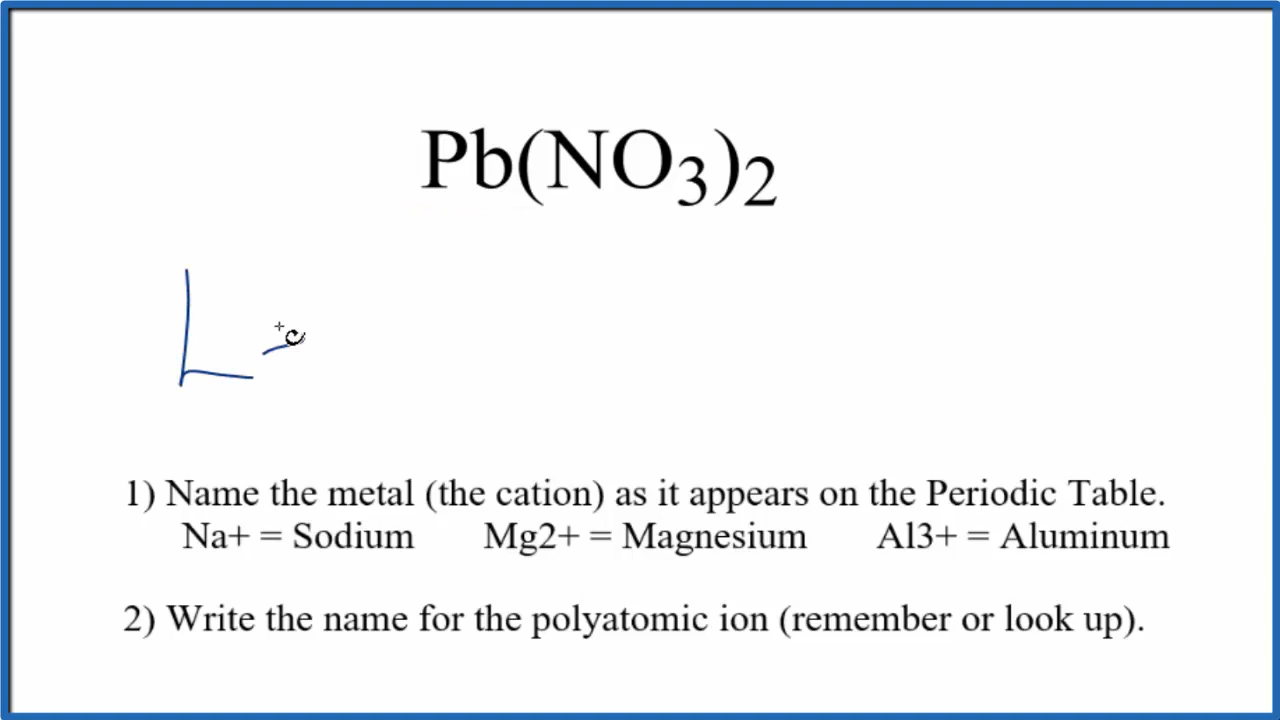 Pb(NO₃)₂
L
1) Name the metal (the cation) as it appears on the Periodic Table.
Na+ = Sodium Mg2+ = Magnesium Al3+ = Aluminum
2) Write the name for the polyatomic ion (remember or look up).